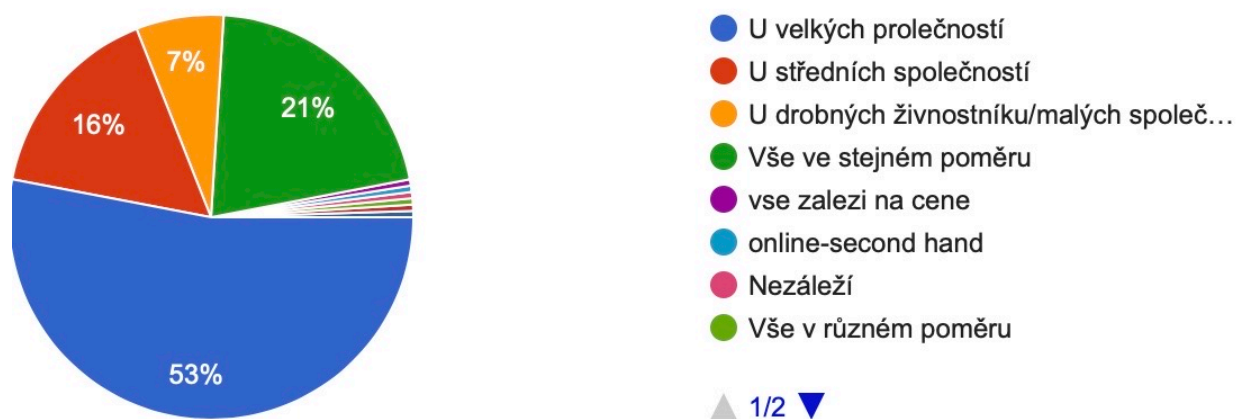 7%
21%
16%
53%
U velkých prolečností
U středních společností
U drobných živnostníku/malých společ…
Vše ve stejném poměru
vse zalezi na cene
online-second hand
Nezáleží
Vše v různém poměru
1/2